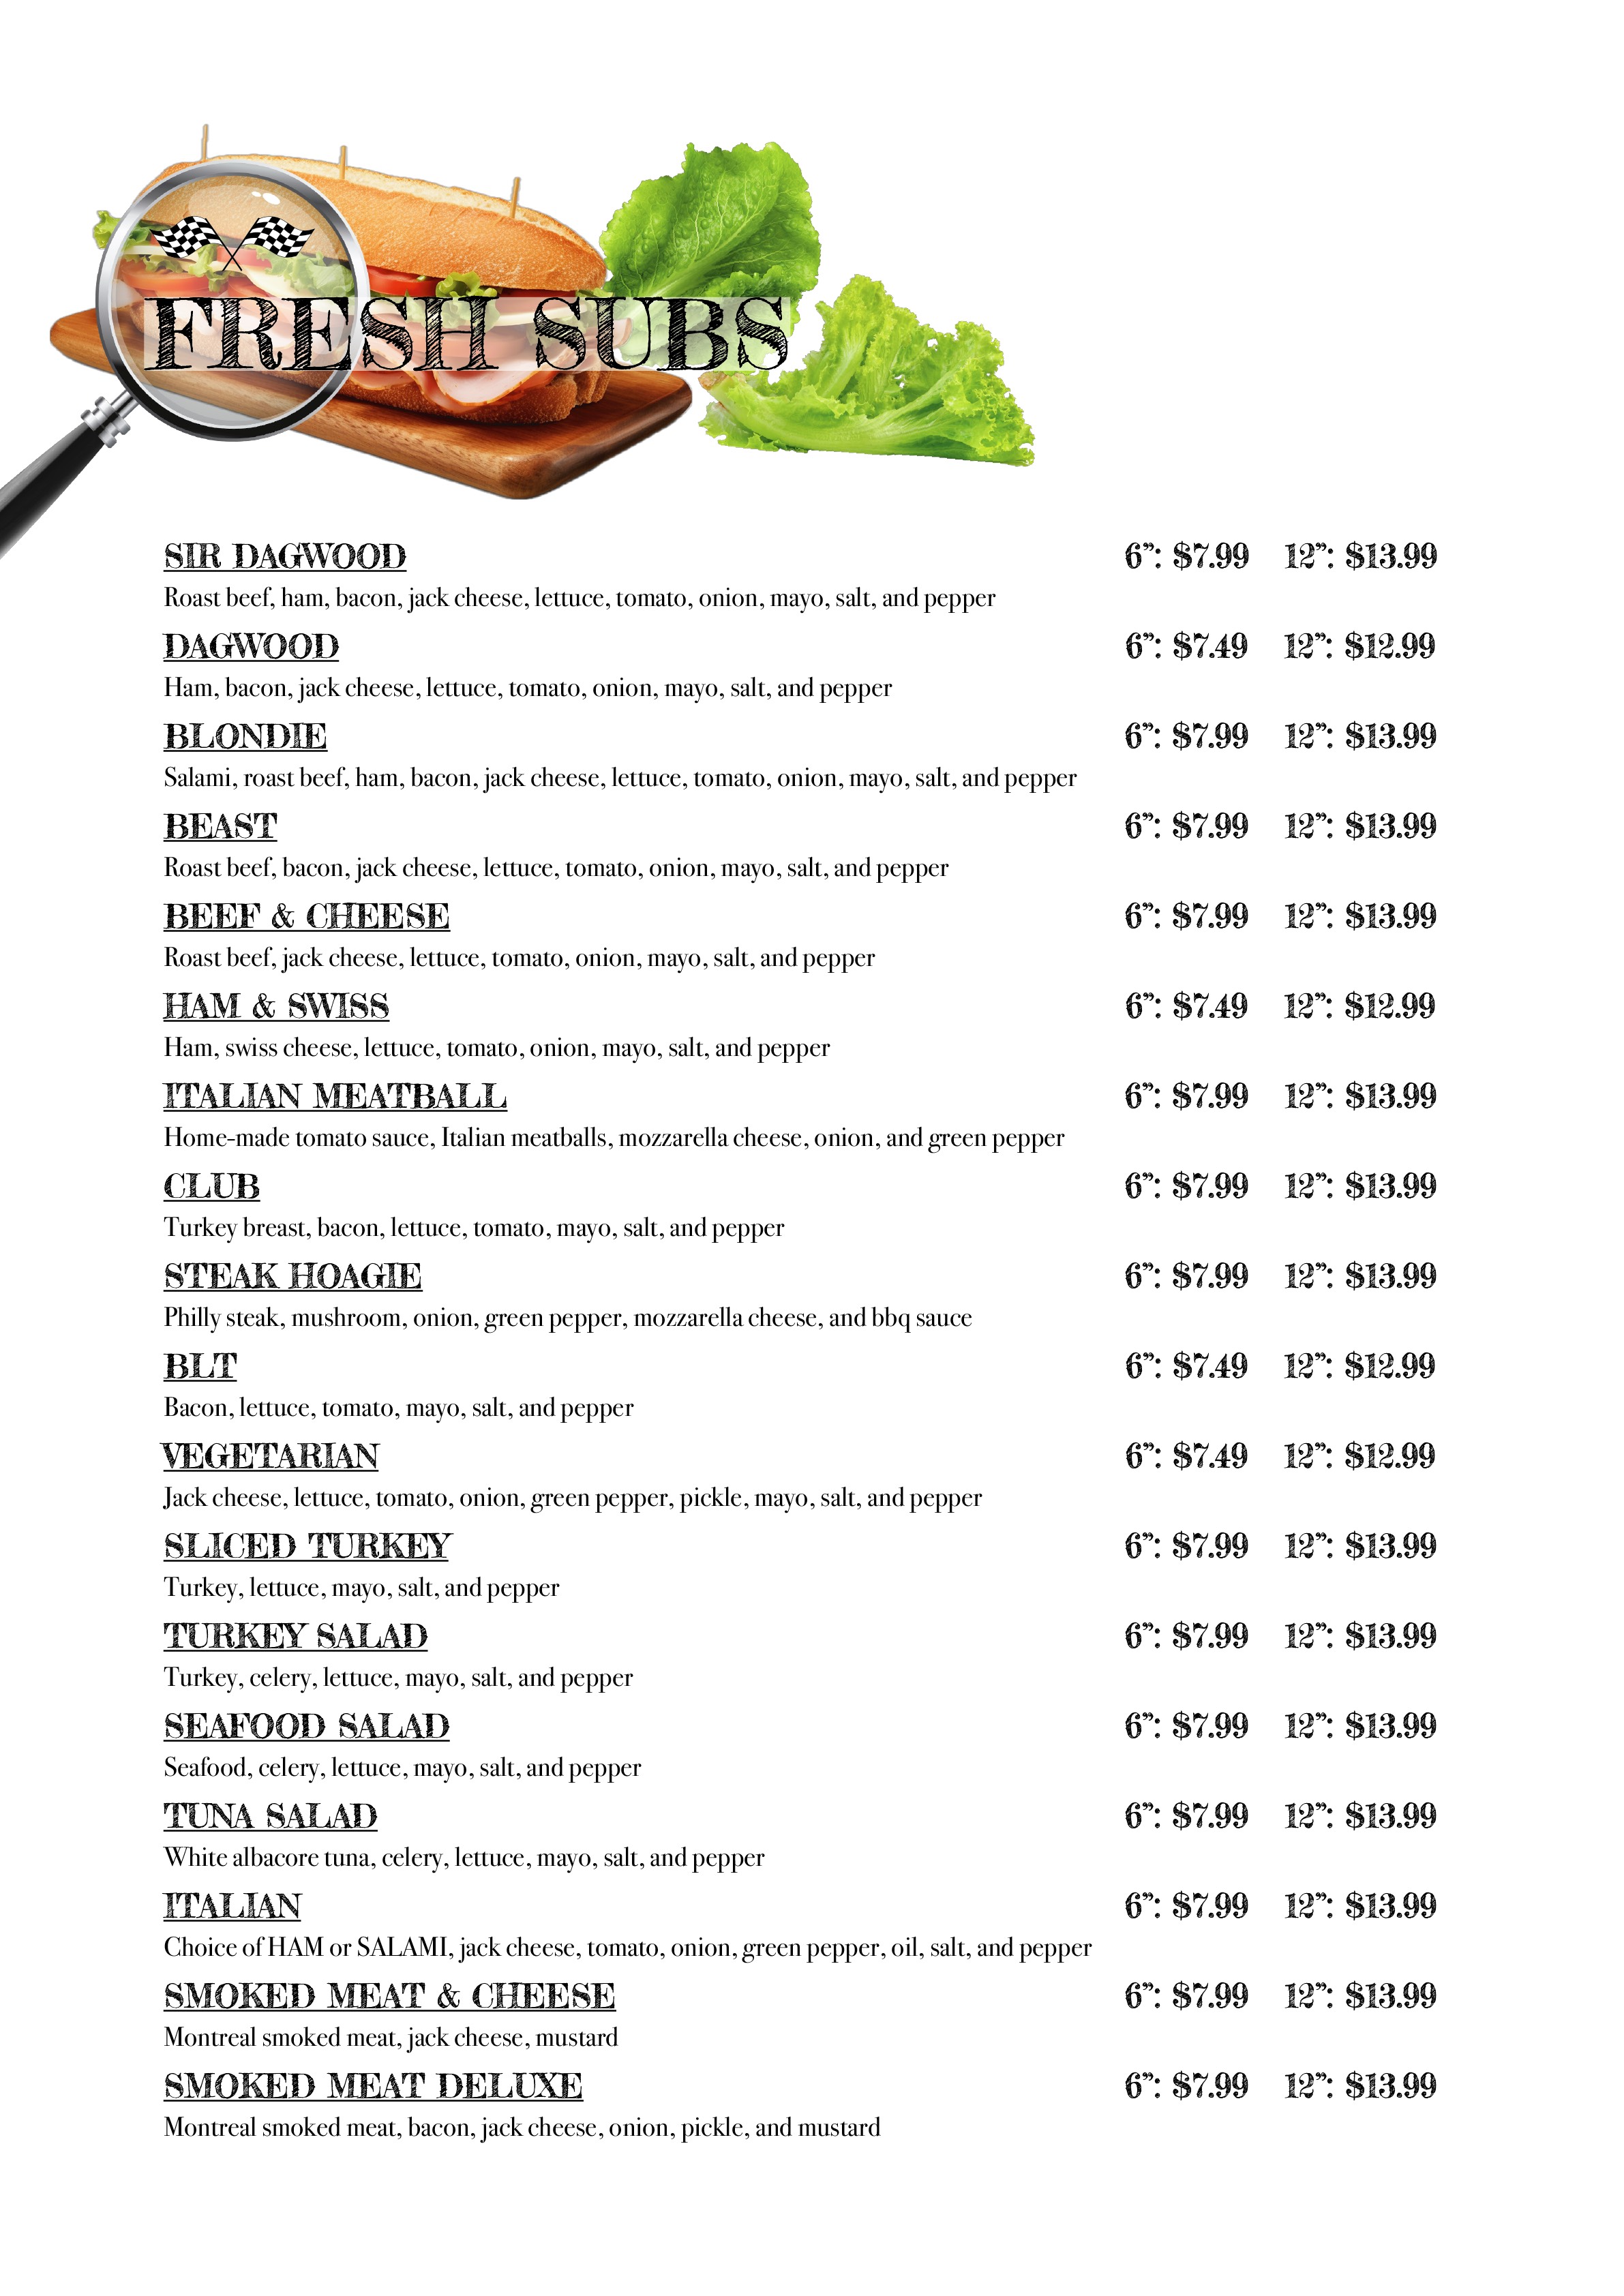 FRESH SUBS
SIR DAGWOOD 6”: $7.99 12”: $13.99
Roast beef, ham, bacon, jack cheese, lettuce, tomato, onion, mayo, salt, and pepper
DAGWOOD 6”: $7.49 12”: $12.99
Ham, bacon, jack cheese, lettuce, tomato, onion, mayo, salt, and pepper
BLONDIE 6”: $7.99 12”: $13.99
Salami, roast beef, ham, bacon, jack cheese, lettuce, tomato, onion, mayo, salt, and pepper
BEAST 6”: $7.99 12”: $13.99
Roast beef, bacon, jack cheese, lettuce, tomato, onion, mayo, salt, and pepper
BEEF & CHEESE 6”: $7.99 12”: $13.99
Roast beef, jack cheese, lettuce, tomato, onion, mayo, salt, and pepper
HAM & SWISS 6”: $7.49 12”: $12.99
Ham, swiss cheese, lettuce, tomato, onion, mayo, salt, and pepper
ITALIAN MEATBALL 6”: $7.99 12”: $13.99
Home-made tomato sauce, Italian meatballs, mozzarella cheese, onion, and green pepper
CLUB 6”: $7.99 12”: $13.99
Turkey breast, bacon, lettuce, tomato, mayo, salt, and pepper
STEAK HOAGIE 6”: $7.99 12”: $13.99
Philly steak, mushroom, onion, green pepper, mozzarella cheese, and bbq sauce
BLT 6”: $7.49 12”: $12.99
Bacon, lettuce, tomato, mayo, salt, and pepper
VEGETARIAN 6”: $7.49 12”: $12.99
Jack cheese, lettuce, tomato, onion, green pepper, pickle, mayo, salt, and pepper
SLICED TURKEY 6”: $7.99 12”: $13.99
Turkey, lettuce, mayo, salt, and pepper
TURKEY SALAD 6”: $7.99 12”: $13.99
Turkey, celery, lettuce, mayo, salt, and pepper
SEAFOOD SALAD 6”: $7.99 12”: $13.99
Seafood, celery, lettuce, mayo, salt, and pepper
TUNA SALAD 6”: $7.99 12”: $13.99
White albacore tuna, celery, lettuce, mayo, salt, and pepper
ITALIAN 6”: $7.99 12”: $13.99
Choice of HAM or SALAMI, jack cheese, tomato, onion, green pepper, oil, salt, and pepper
SMOKED MEAT & CHEESE 6”: $7.99 12”: $13.99
Montreal smoked meat, jack cheese, mustard
SMOKED MEAT DELUXE 6”: $7.99 12”: $13.99
Montreal smoked meat, bacon, jack cheese, onion, pickle, and mustard